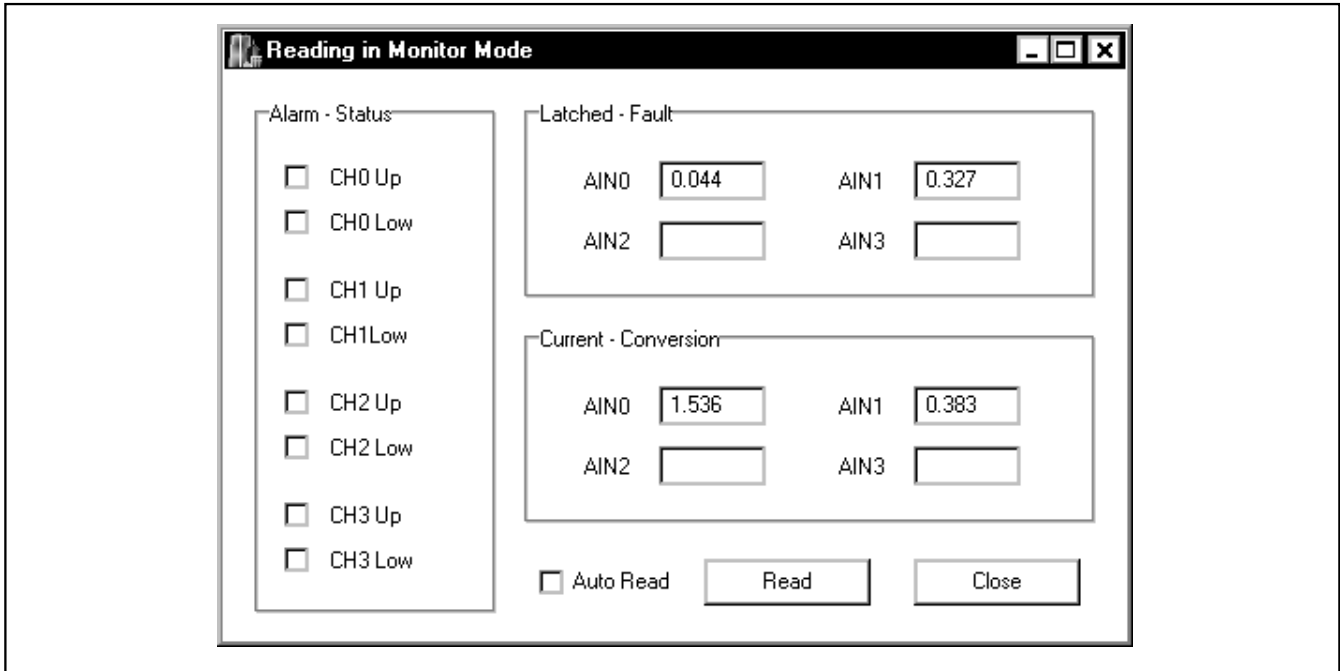 Reading in Monitor Mode
Alarm - Status
CH0 Up
CH0 Low
CH1 Up
CH1Low
CH2 Up
CH2 Low
CH3 Up
CH3 Low
Latched - Fault
AIN0 0.044 AIN1 0.327
AIN2 AIN3
Current - Conversion
AIN0 1.536 AIN1 0.383
AIN2 AIN3
Auto Read Read Close